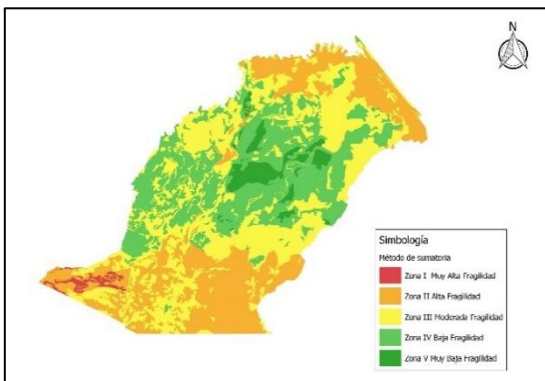 N
Simbología
Método de sumatoria
Zona I Muy Alta Fragilidad
Zona II Alta Fragilidad
Zona III Moderada Fragilidad
Zona IV Baja Fragilidad
Zona V Muy Baja Fragilidad